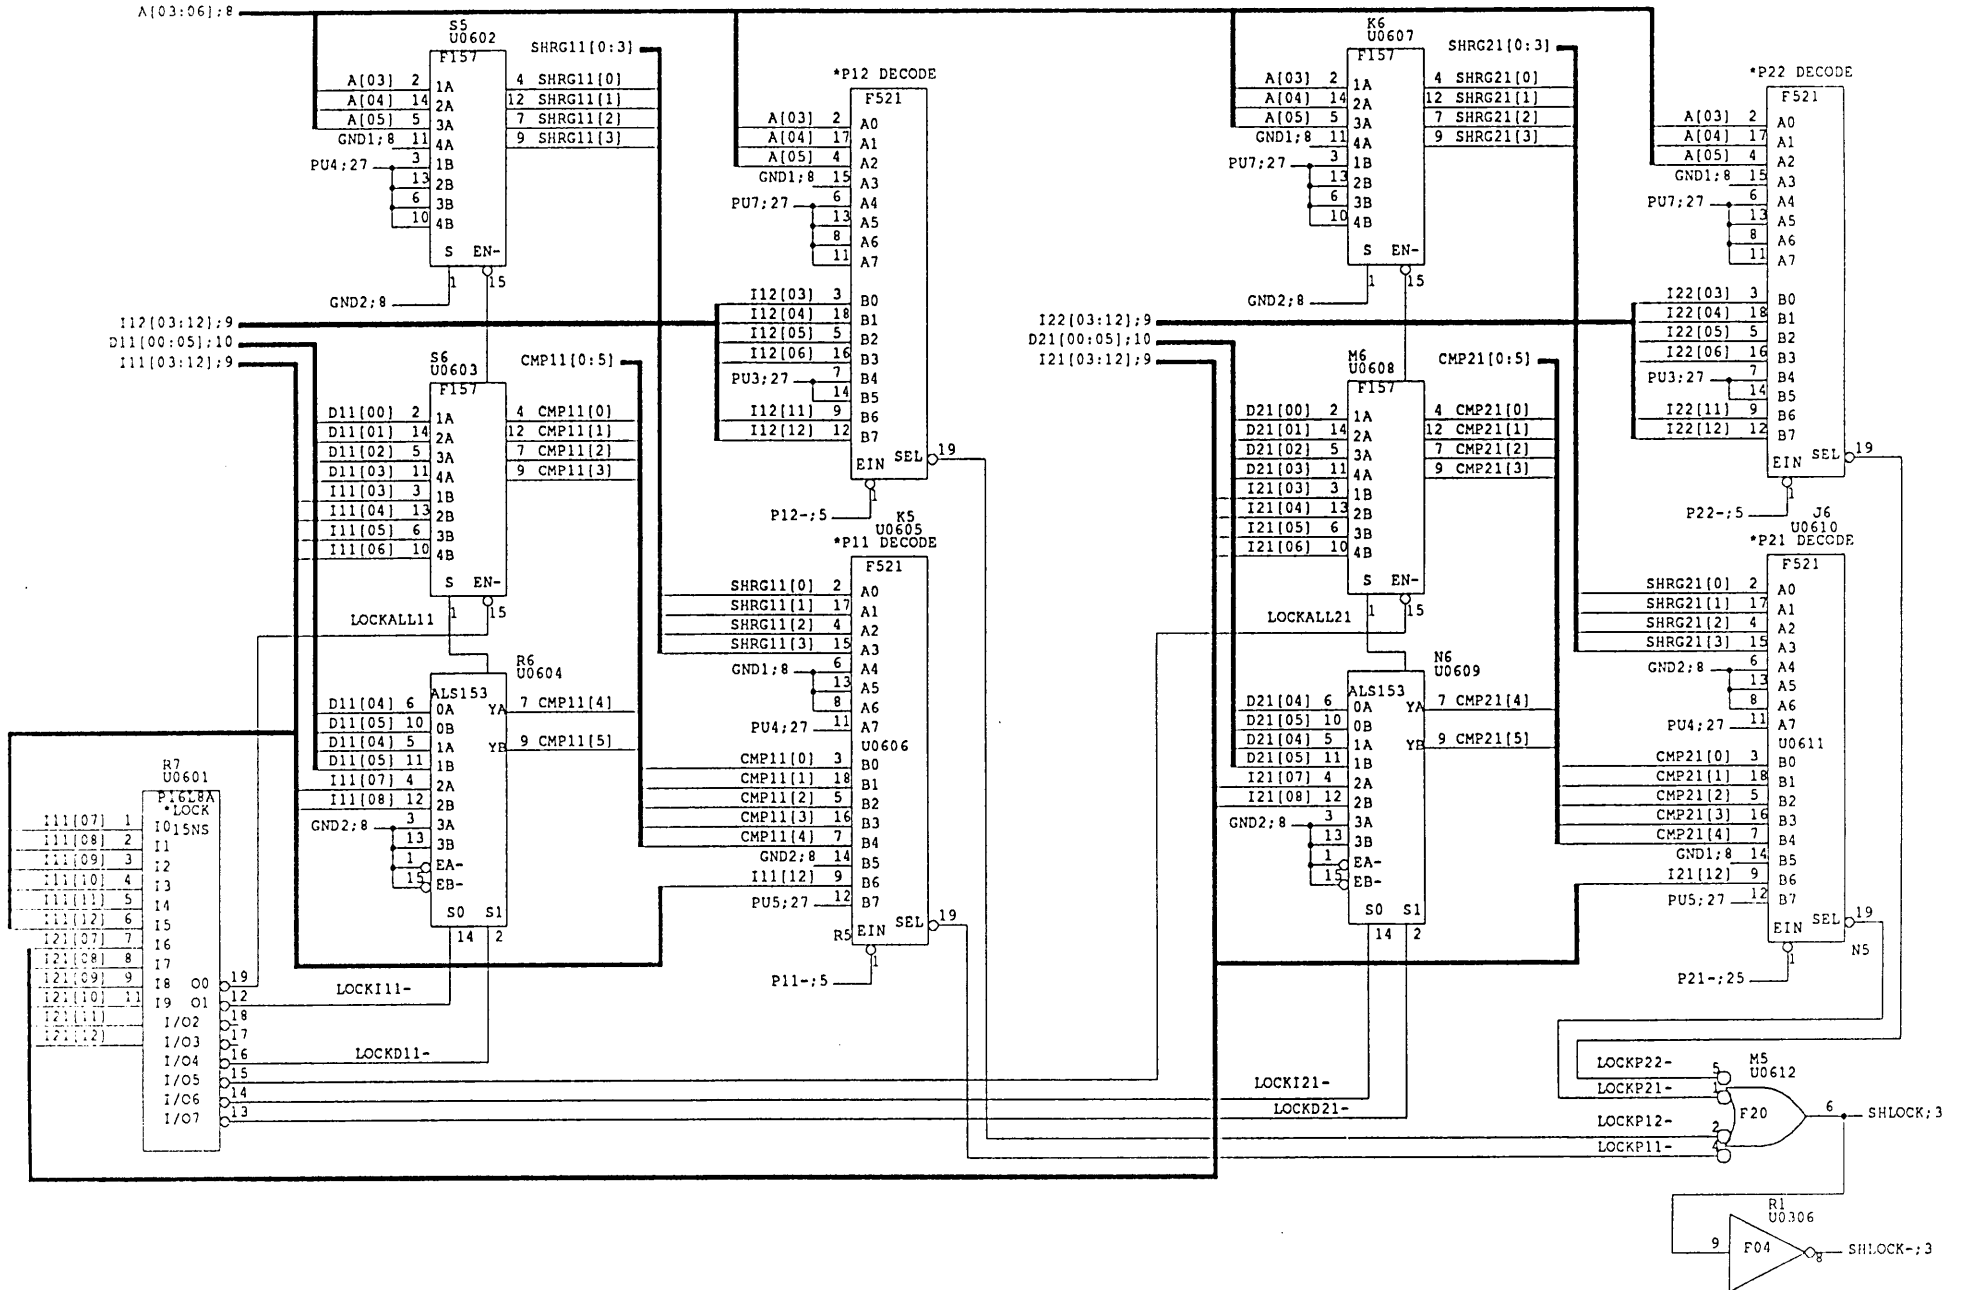 A[03:06];8
S5
U0602
F157
A[03] 2 1A
A[04] 14 2A
A[05] 5 3A
GND1;8 11 4A
PU4;27 3 1B
13 2B
6 3B
10 4B
4 SHRG11[0]
12 SHRG11[1]
7 SHRG11[2]
9 SHRG11[3]
S EN-
1 15
GND2;8
SHRG11[0:3]
*P12 DECODE
F521
A[03] 2 A0
A[04] 17 A1
A[05] 4 A2
GND1;8 15 A3
PU7;27 6 A4
13 A5
8 A6
11 A7
I12[03] 3 B0
I12[04] 18 B1
I12[05] 5 B2
I12[06] 16 B3
PU3;27 7 B4
14 B5
I12[11] 9 B6
I12[12] 12 B7
EIN SEL 19
1
P12-;5
K6
U0607
F157
A[03] 2 1A
A[04] 14 2A
A[05] 5 3A
GND1;8 11 4A
PU7;27 3 1B
13 2B
6 3B
10 4B
4 SHRG21[0]
12 SHRG21[1]
7 SHRG21[2]
9 SHRG21[3]
S EN-
1 15
GND2;8
SHRG21[0:3]
*P22 DECODE
F521
A[03] 2 A0
A[04] 17 A1
A[05] 4 A2
GND1;8 15 A3
PU7;27 6 A4
13 A5
8 A6
11 A7
I22[03] 3 B0
I22[04] 18 B1
I22[05] 5 B2
I22[06] 16 B3
PU3;27 7 B4
14 B5
I22[11] 9 B6
I22[12] 12 B7
EIN SEL 19
1
P22-;5
I12[03:12];9
D11[00:05];10
I11[03:12];9
S6
U0603
F157
D11[00] 2 1A
D11[01] 14 2A
D11[02] 5 3A
D11[03] 11 4A
I11[03] 3 1B
I11[04] 13 2B
I11[05] 6 3B
I11[06] 10 4B
4 CMP11[0]
12 CMP11[1]
7 CMP11[2]
9 CMP11[3]
S EN-
1 15
CMP11[0:5]
LOCKALL11
R6
U0604
ALS153
D11[04] 6 0A
D11[05] 10 0B
D11[04] 5 1A
D11[05] 11 1B
I11[07] 4 2A
I11[08] 12 2B
GND2;8 3 3A
13 3B
1 EA-
15 EB-
YA 7 CMP11[4]
YB 9 CMP11[5]
S0 S1
14 2
K5
U0605
*P11 DECODE
F521
SHRG11[0] 2 A0
SHRG11[1] 17 A1
SHRG11[2] 4 A2
SHRG11[3] 15 A3
GND1;8 6 A4
13 A5
8 A6
PU4;27 11 A7
U0606
CMP11[0] 3 B0
CMP11[1] 18 B1
CMP11[2] 5 B2
CMP11[3] 16 B3
CMP11[4] 7 B4
GND2;8 14 B5
I11[12] 9 B6
PU5;27 12 B7
R5 EIN SEL 19
1
P11-;5
I22[03:12];9
D21[00:05];10
I21[03:12];9
M6
U0608
F157
D21[00] 2 1A
D21[01] 14 2A
D21[02] 5 3A
D21[03] 11 4A
I21[03] 3 1B
I21[04] 13 2B
I21[05] 6 3B
I21[06] 10 4B
4 CMP21[0]
12 CMP21[1]
7 CMP21[2]
9 CMP21[3]
S EN-
1 15
CMP21[0:5]
LOCKALL21
N6
U0609
ALS153
D21[04] 6 0A
D21[05] 10 0B
D21[04] 5 1A
D21[05] 11 1B
I21[07] 4 2A
I21[08] 12 2B
GND2;8 3 3A
13 3B
1 EA-
15 EB-
YA 7 CMP21[4]
YB 9 CMP21[5]
S0 S1
14 2
J6
U0610
*P21 DECODE
F521
SHRG21[0] 2 A0
SHRG21[1] 17 A1
SHRG21[2] 4 A2
SHRG21[3] 15 A3
GND2;8 6 A4
13 A5
8 A6
PU4;27 11 A7
U0611
CMP21[0] 3 B0
CMP21[1] 18 B1
CMP21[2] 5 B2
CMP21[3] 16 B3
CMP21[4] 7 B4
GND1;8 14 B5
I21[12] 9 B6
PU5;27 12 B7
EIN SEL 19
1 N5
P21-;25
R7
U0601
P16L8A
*LOCK
15NS
I11[07] 1 I0
I11[08] 2 I1
I11[09] 3 I2
I11[10] 4 I3
I11[11] 5 I4
I11[12] 6 I5
I21[07] 7 I6
I21[08] 8 I7
I21[09] 9 I8
I21[10] 11 I9
I21[11]
I21[12]
O0 19
O1 12
I/O2 18
I/O3 17
I/O4 16
I/O5 15
I/O6 14
I/O7 13
LOCKI11-
LOCKD11-
LOCKI21-
LOCKD21-
M5
U0612
LOCKP22- 5
LOCKP21- 1
LOCKP12- 2
LOCKP11- 4
F20
6 SHLOCK;3
R1
U0306
9 F04 8 SHLOCK-;3